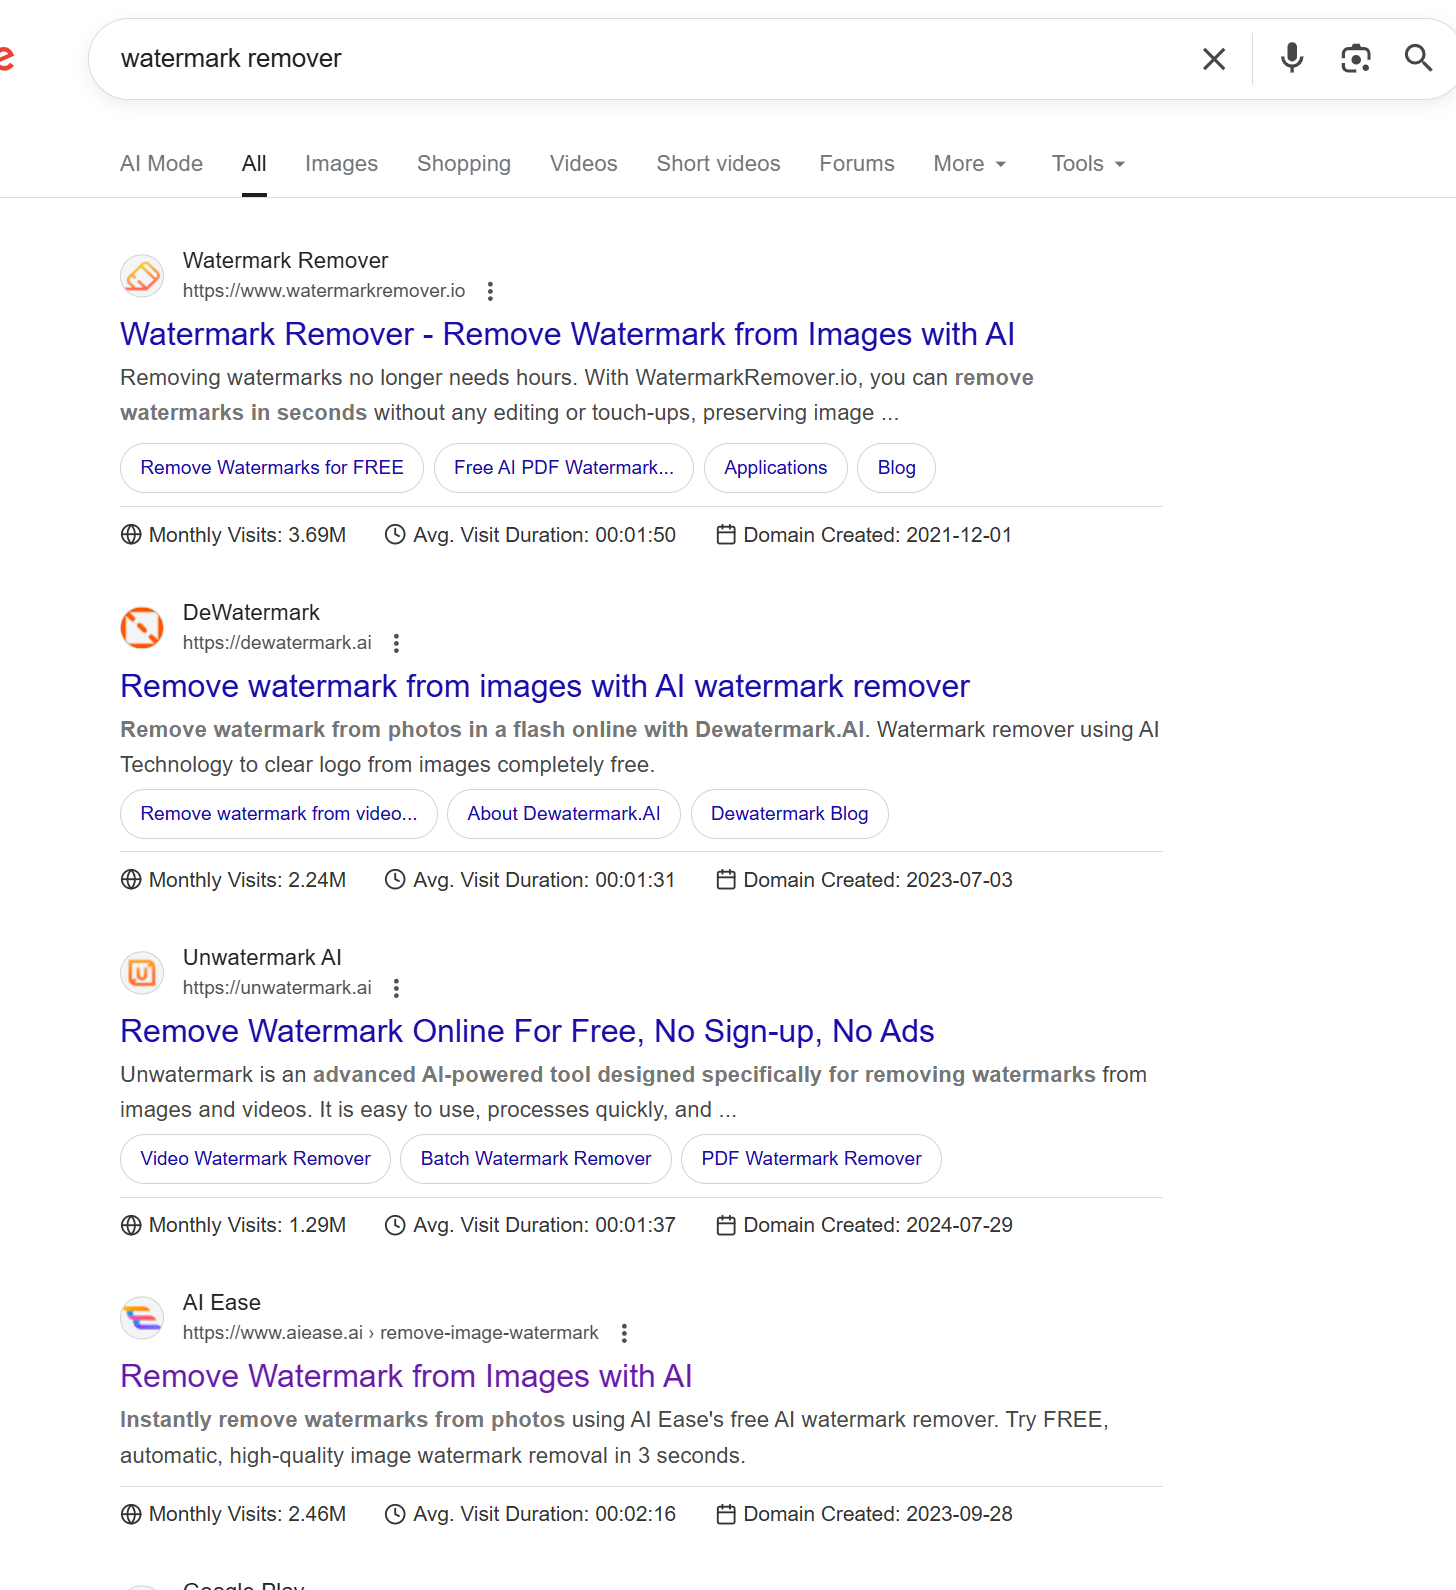 watermark remover
AI Mode All Images Shopping Videos Short videos Forums More Tools
Watermark Remover
https://www.watermarkremover.io
Watermark Remover - Remove Watermark from Images with AI
Removing watermarks no longer needs hours. With WatermarkRemover.io, you can remove
watermarks in seconds without any editing or touch-ups, preserving image ...
Remove Watermarks for FREE Free AI PDF Watermark... Applications Blog
Monthly Visits: 3.69M Avg. Visit Duration: 00:01:50 Domain Created: 2021-12-01
DeWatermark
https://dewatermark.ai
Remove watermark from images with AI watermark remover
Remove watermark from photos in a flash online with Dewatermark.AI. Watermark remover using AI
Technology to clear logo from images completely free.
Remove watermark from video... About Dewatermark.AI Dewatermark Blog
Monthly Visits: 2.24M Avg. Visit Duration: 00:01:31 Domain Created: 2023-07-03
Unwatermark AI
https://unwatermark.ai
Remove Watermark Online For Free, No Sign-up, No Ads
Unwatermark is an advanced AI-powered tool designed specifically for removing watermarks from
images and videos. It is easy to use, processes quickly, and ...
Video Watermark Remover Batch Watermark Remover PDF Watermark Remover
Monthly Visits: 1.29M Avg. Visit Duration: 00:01:37 Domain Created: 2024-07-29
AI Ease
https://www.aiease.ai › remove-image-watermark
Remove Watermark from Images with AI
Instantly remove watermarks from photos using AI Ease's free AI watermark remover. Try FREE,
automatic, high-quality image watermark removal in 3 seconds.
Monthly Visits: 2.46M Avg. Visit Duration: 00:02:16 Domain Created: 2023-09-28
Google Play